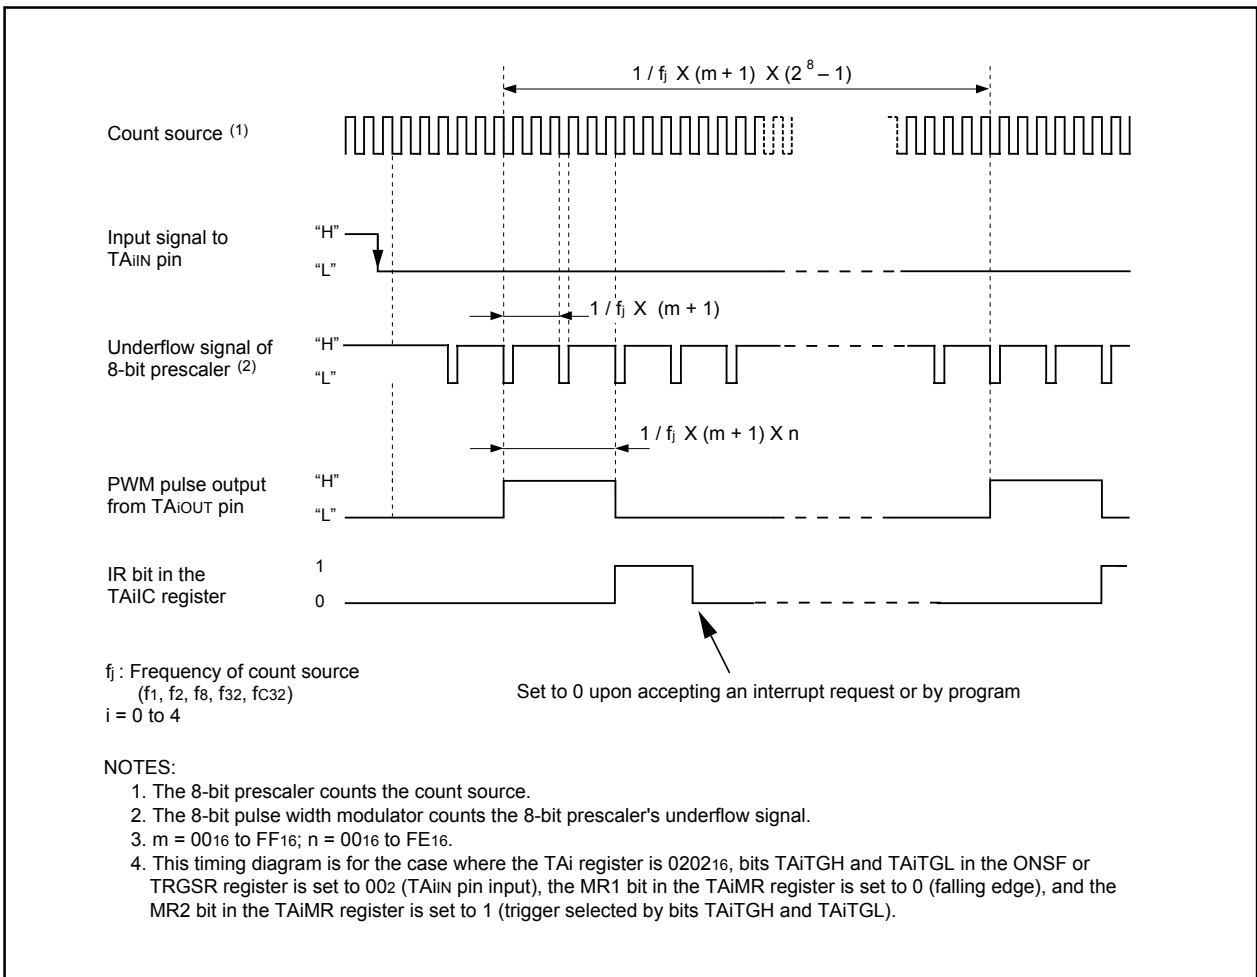 1 / fj X (m + 1) X (2⁸ – 1)
Count source (1)
Input signal to
TAiIN pin
“H”
“L”
1 / fj X (m + 1)
Underflow signal of
8-bit prescaler (2)
“H”
“L”
1 / fj X (m + 1) X n
PWM pulse output
from TAiOUT pin
“H”
“L”
IR bit in the
TAiIC register
1
0
fj : Frequency of count source
(f1, f2, f8, f32, fC32)
i = 0 to 4
Set to 0 upon accepting an interrupt request or by program
NOTES:
1. The 8-bit prescaler counts the count source.
2. The 8-bit pulse width modulator counts the 8-bit prescaler's underflow signal.
3. m = 0016 to FF16; n = 0016 to FE16.
4. This timing diagram is for the case where the TAi register is 020216, bits TAiTGH and TAiTGL in the ONSF or
TRGSR register is set to 002 (TAiIN pin input), the MR1 bit in the TAiMR register is set to 0 (falling edge), and the
MR2 bit in the TAiMR register is set to 1 (trigger selected by bits TAiTGH and TAiTGL).